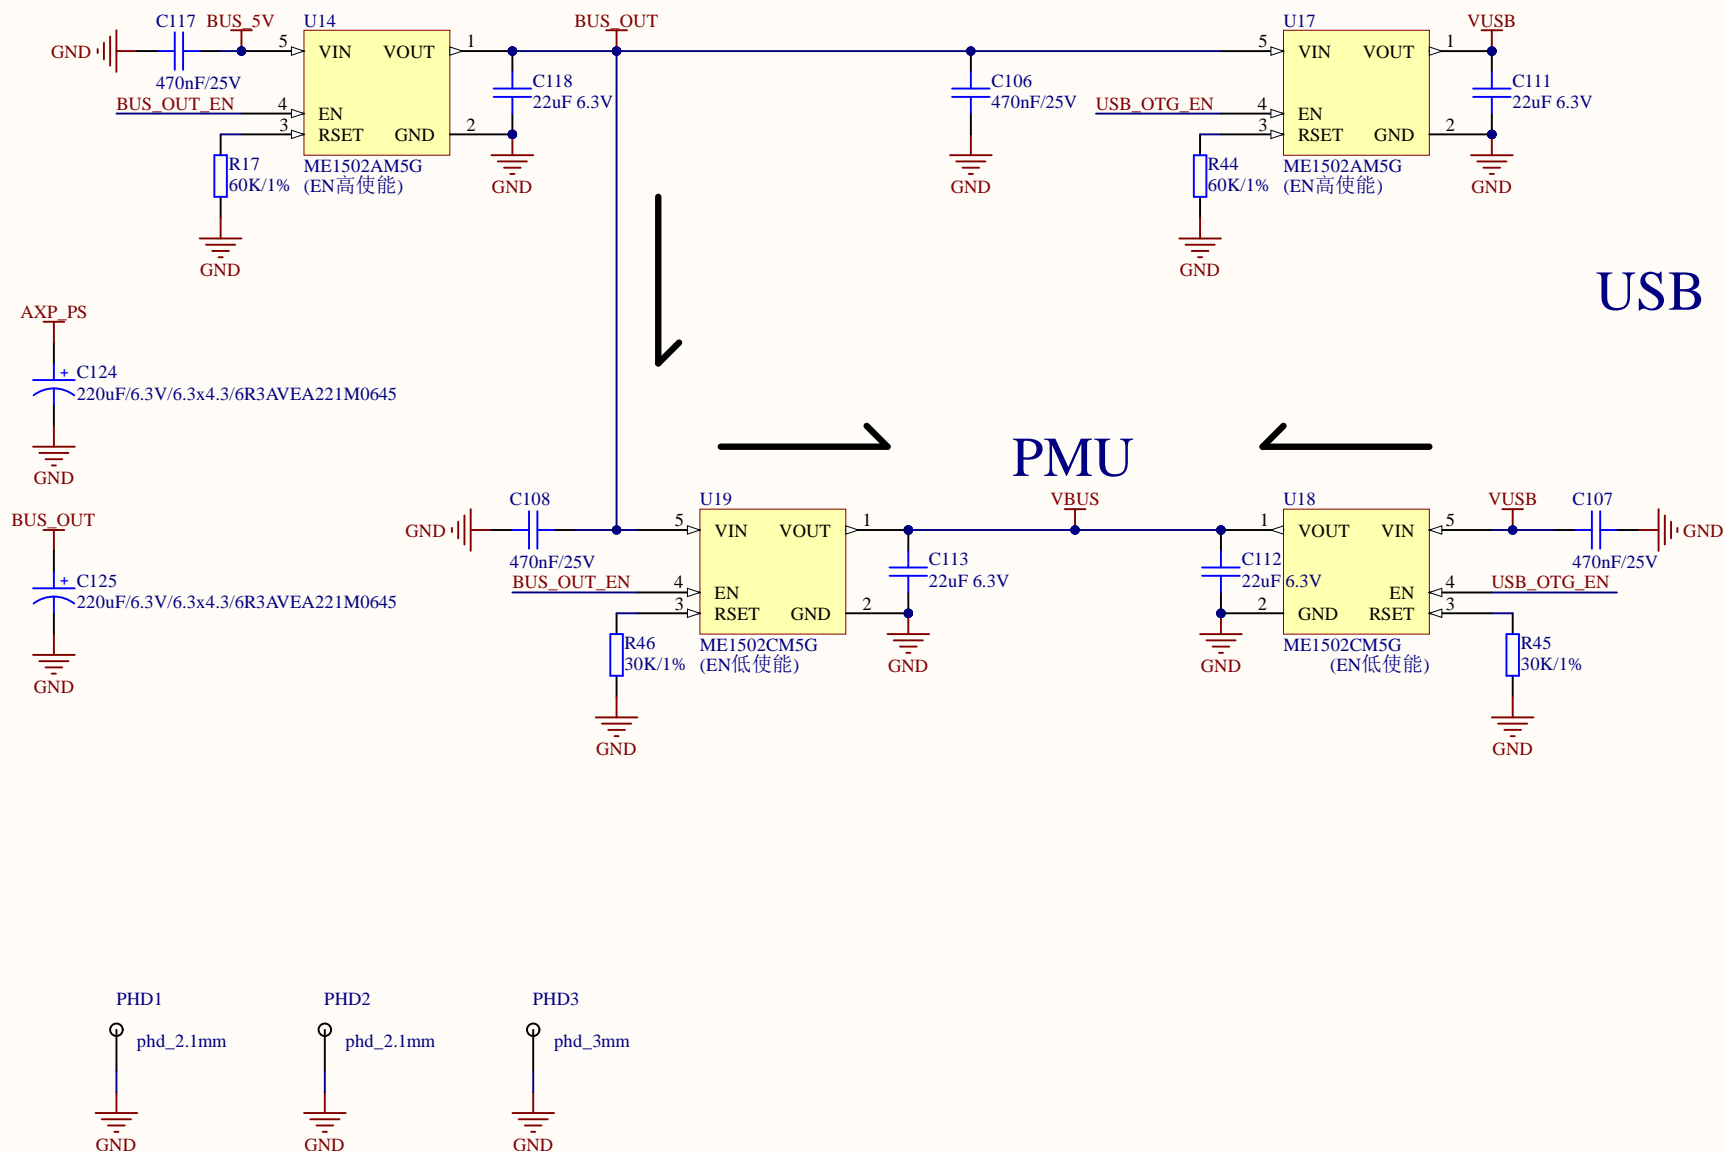 C117
BUS_5V
U14
BUS_OUT
U17
VUSB
GND
5
VIN
VOUT
1
5
VIN
VOUT
1
470nF/25V
C118
22uF 6.3V
C106
470nF/25V
C111
22uF 6.3V
BUS_OUT_EN
4
EN
USB_OTG_EN
4
EN
3
RSET
GND
2
3
RSET
GND
2
R17
60K/1%
ME1502AM5G
(EN高使能)
GND
GND
R44
60K/1%
ME1502AM5G
(EN高使能)
GND
GND
GND
USB
AXP_PS
+
C124
220uF/6.3V/6.3x4.3/6R3AVEA221M0645
GND
PMU
BUS_OUT
+
C125
220uF/6.3V/6.3x4.3/6R3AVEA221M0645
GND
C108
U19
VBUS
U18
VUSB
C107
GND
5
VIN
VOUT
1
1
VOUT
VIN
5
GND
470nF/25V
C113
22uF 6.3V
C112
22uF 6.3V
470nF/25V
BUS_OUT_EN
4
EN
EN
4
USB_OTG_EN
3
RSET
GND
2
2
GND
RSET
3
R46
30K/1%
ME1502CM5G
(EN低使能)
GND
GND
ME1502CM5G
(EN低使能)
R45
30K/1%
GND
GND
PHD1
PHD2
PHD3
phd_2.1mm
phd_2.1mm
phd_3mm
GND
GND
GND